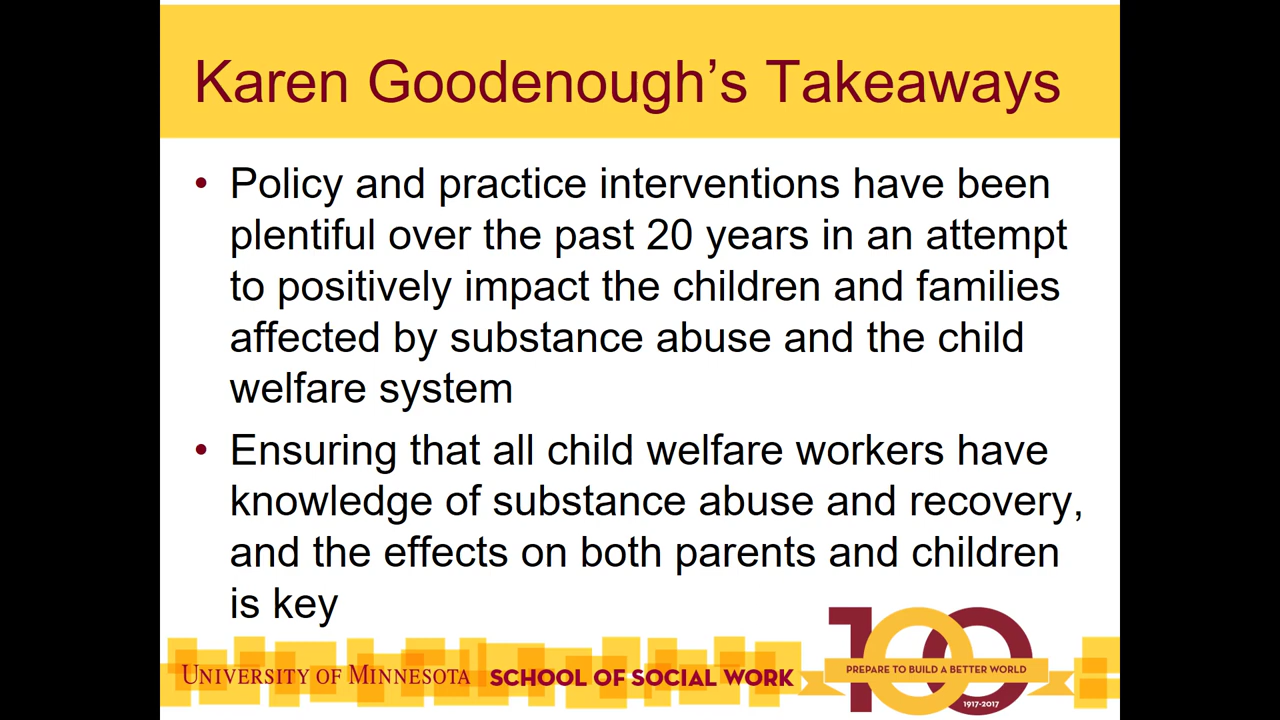 Karen Goodenough’s Takeaways
• Policy and practice interventions have been
plentiful over the past 20 years in an attempt
to positively impact the children and families
affected by substance abuse and the child
welfare system
• Ensuring that all child welfare workers have
knowledge of substance abuse and recovery,
and the effects on both parents and children
is key
UNIVERSITY OF MINNESOTA SCHOOL OF SOCIAL WORK
100
PREPARE TO BUILD A BETTER WORLD
1917-2017